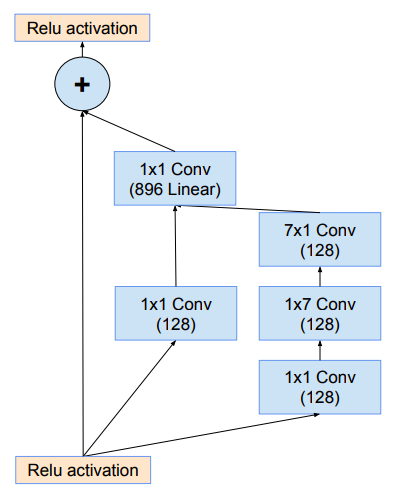 Relu activation
+
1x1 Conv
(896 Linear)
7x1 Conv
(128)
1x1 Conv
(128)
1x7 Conv
(128)
1x1 Conv
(128)
Relu activation